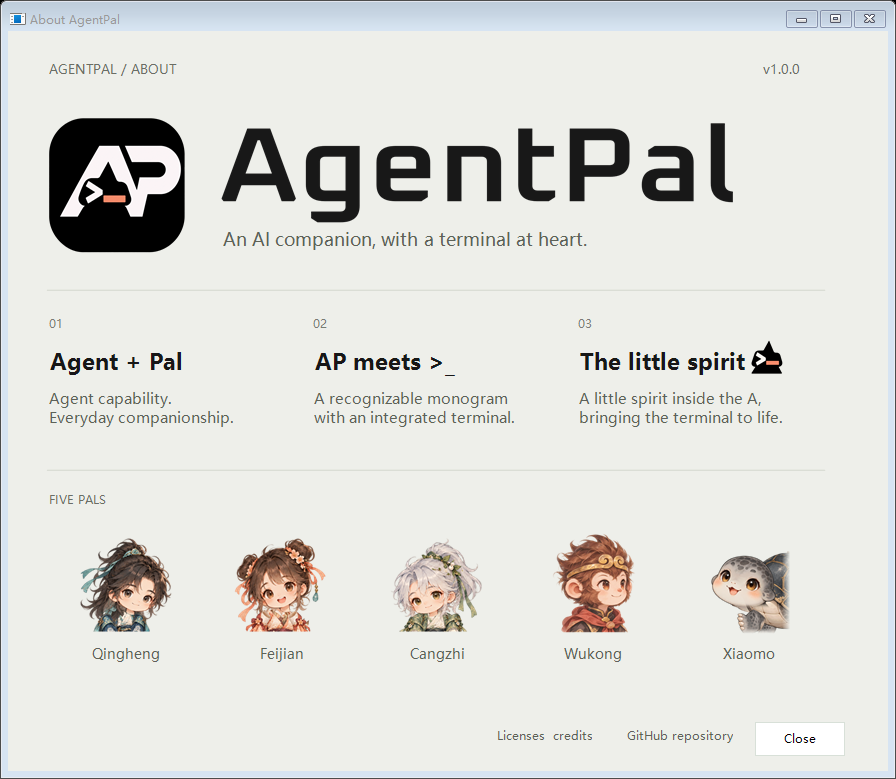 About AgentPal
AGENTPAL / ABOUT
v1.0.0
AP
>_
AgentPal
An AI companion, with a terminal at heart.
01
Agent + Pal
Agent capability.
Everyday companionship.
02
AP meets >_
A recognizable monogram
with an integrated terminal.
03
The little spirit
>_
A little spirit inside the A,
bringing the terminal to life.
FIVE PALS
Qingheng
Feijian
Cangzhi
Wukong
Xiaomo
Licenses credits
GitHub repository
Close